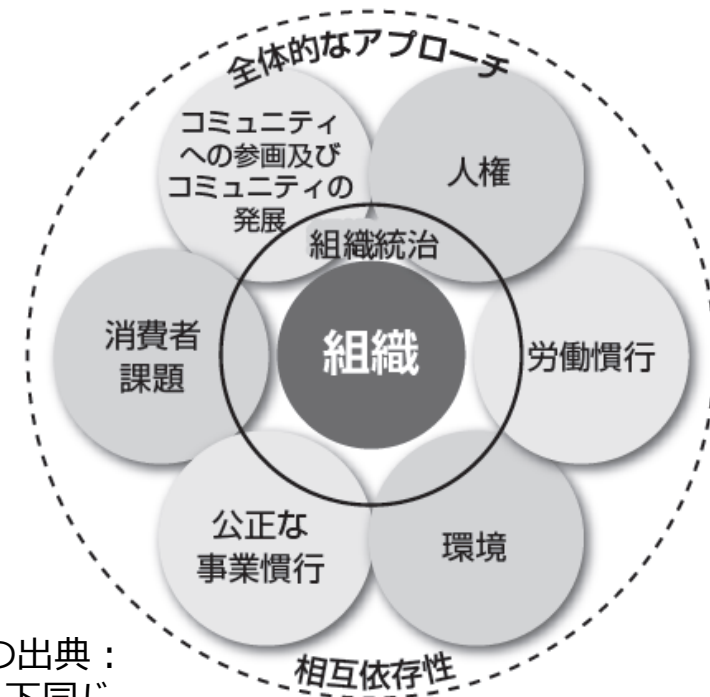 全体的なアプローチ
コミュニティ
への参画及び
コミュニティの
発展
人権
組織統治
組織
消費者
課題
労働慣行
公正な
事業慣行
環境
相互依存性
の出典：
下同じ